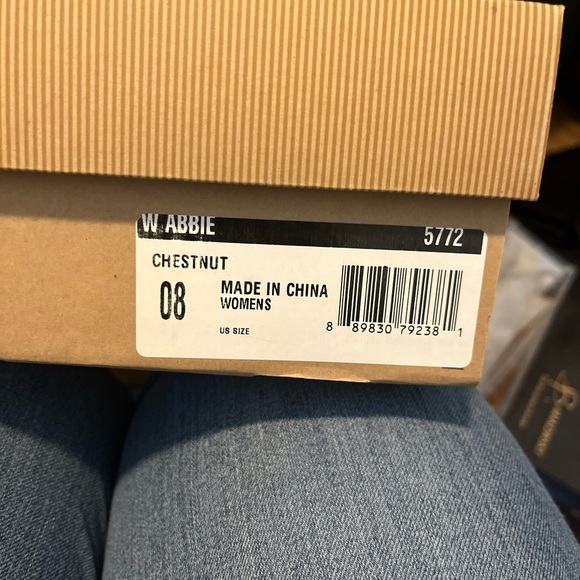 W ABBIE 5772
CHESTNUT
08 MADE IN CHINA
WOMENS
US SIZE
8 89830 79238 1